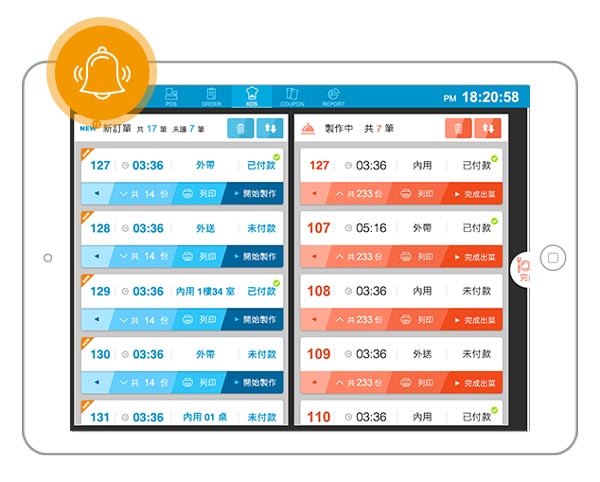 POS ORDER KDS COUPON REPORT PM 18:20:58
NEW 新訂單 共 17 筆 未讀 7 筆
127 03:36 外帶 已付款
共 14 份 列印 開始製作
128 03:36 外送 未付款
共 14 份 列印 開始製作
129 03:36 內用 1樓34 室 已付款
共 14 份 列印 開始製作
130 03:36 外帶 未付款
共 14 份 列印 開始製作
131 03:36 內用 01 桌 未付款
製作中 共 7 筆
127 03:36 內用 已付款
共 233 份 列印 完成出菜
107 05:16 外帶 已付款
共 233 份 列印 完成出菜
108 03:36 內用 未付款
共 233 份 列印 完成出菜
109 03:36 外送 未付款
共 233 份 列印 完成出菜
110 03:36 內用 已付款
完